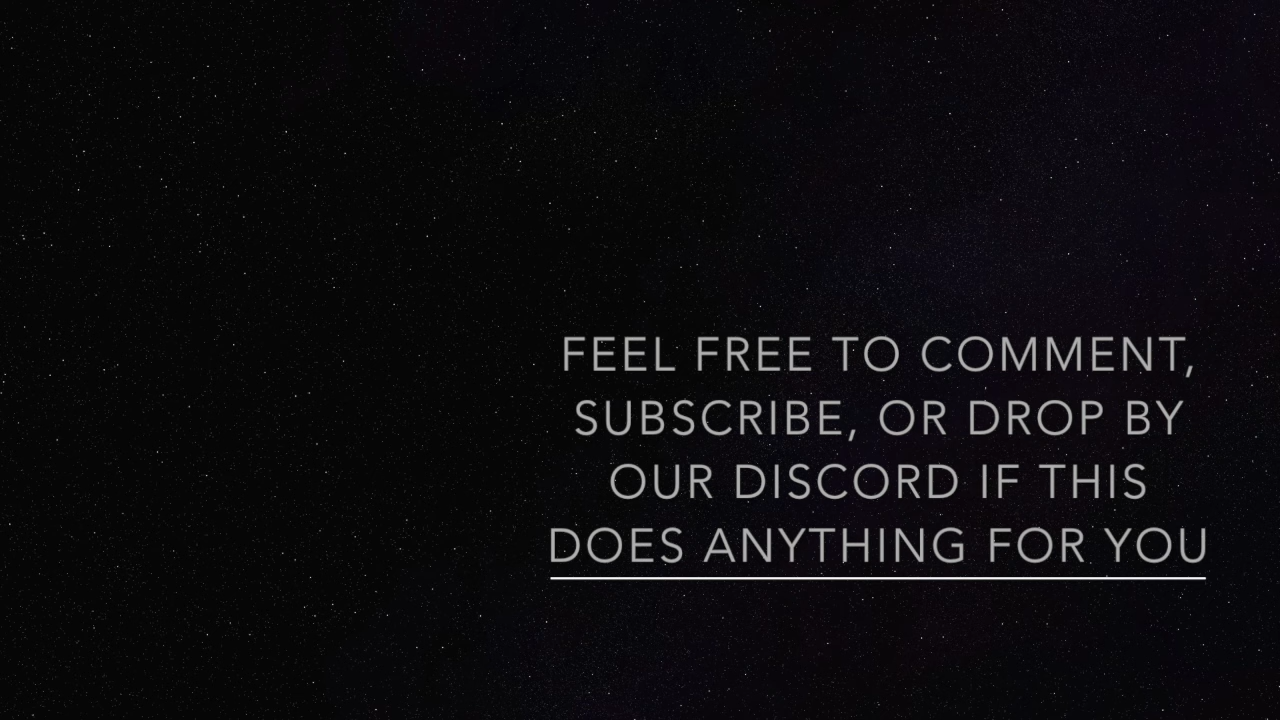 FEEL FREE TO COMMENT,
SUBSCRIBE, OR DROP BY
OUR DISCORD IF THIS
DOES ANYTHING FOR YOU